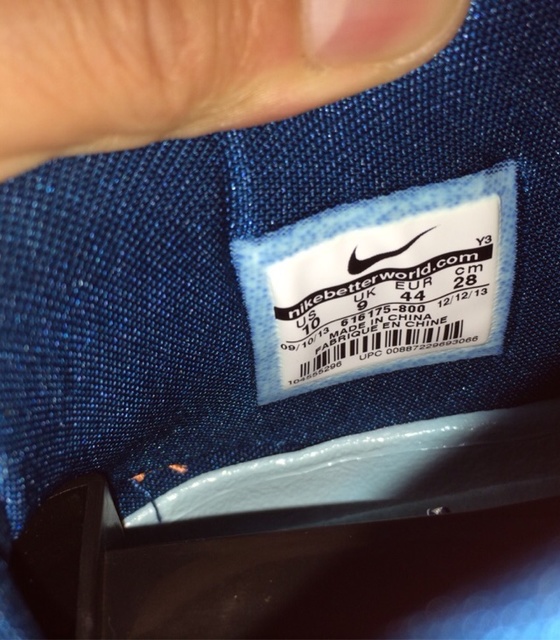 Y3
nikebetterworld.com
US UK EUR cm
10 9 44 28
616175-800
09/10/13 MADE IN CHINA 12/12/13
FABRIQUE EN CHINE
104555296 UPC 00887229693066